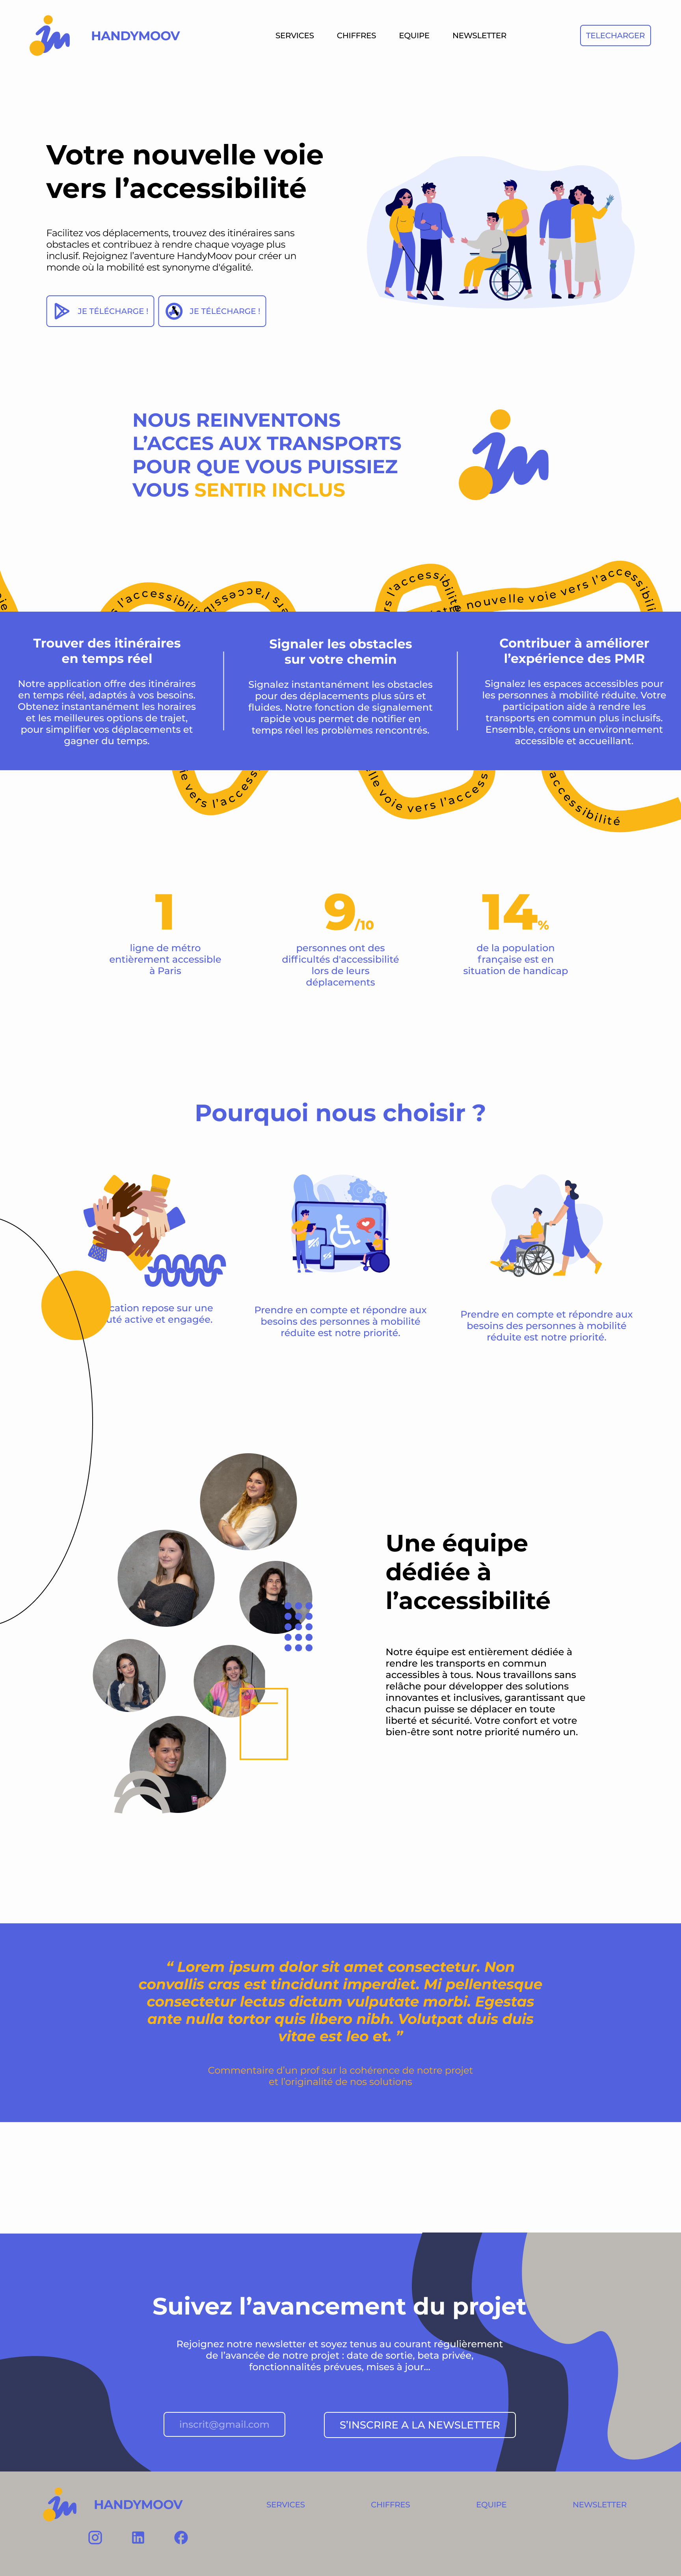 HANDYMOOV
SERVICES
CHIFFRES
EQUIPE
NEWSLETTER
TELECHARGER
Votre nouvelle voie
vers l’accessibilité
Facilitez vos déplacements, trouvez des itinéraires sans
obstacles et contribuez à rendre chaque voyage plus
inclusif. Rejoignez l’aventure HandyMoov pour créer un
monde où la mobilité est synonyme d'égalité.
JE TÉLÉCHARGE !
JE TÉLÉCHARGE !
NOUS REINVENTONS
L’ACCES AUX TRANSPORTS
POUR QUE VOUS PUISSIEZ
VOUS SENTIR INCLUS
nouvelle voie vers l’accessibili
Trouver des itinéraires
en temps réel
Notre application offre des itinéraires
en temps réel, adaptés à vos besoins.
Obtenez instantanément les horaires
et les meilleures options de trajet,
pour simplifier vos déplacements et
gagner du temps.
Signaler les obstacles
sur votre chemin
Signalez instantanément les obstacles
pour des déplacements plus sûrs et
fluides. Notre fonction de signalement
rapide vous permet de notifier en
temps réel les problèmes rencontrés.
Contribuer à améliorer
l’expérience des PMR
Signalez les espaces accessibles pour
les personnes à mobilité réduite. Votre
participation aide à rendre les
transports en commun plus inclusifs.
Ensemble, créons un environnement
accessible et accueillant.
ie vers l’access
lle voie vers l’access
accessibilité
1
ligne de métro
entièrement accessible
à Paris
9/10
personnes ont des
difficultés d'accessibilité
lors de leurs
déplacements
14%
de la population
française est en
situation de handicap
Pourquoi nous choisir ?
cation repose sur une
uté active et engagée.
Prendre en compte et répondre aux
besoins des personnes à mobilité
réduite est notre priorité.
Prendre en compte et répondre aux
besoins des personnes à mobilité
réduite est notre priorité.
Une équipe
dédiée à
l’accessibilité
Notre équipe est entièrement dédiée à
rendre les transports en commun
accessibles à tous. Nous travaillons sans
relâche pour développer des solutions
innovantes et inclusives, garantissant que
chacun puisse se déplacer en toute
liberté et sécurité. Votre confort et votre
bien-être sont notre priorité numéro un.
“ Lorem ipsum dolor sit amet consectetur. Non
convallis cras est tincidunt imperdiet. Mi pellentesque
consectetur lectus dictum vulputate morbi. Egestas
ante nulla tortor quis libero nibh. Volutpat duis duis
vitae est leo et. ”
Commentaire d’un prof sur la cohérence de notre projet
et l’originalité de nos solutions
Suivez l’avancement du projet
Rejoignez notre newsletter et soyez tenus au courant régulièrement
de l’avancée de notre projet : date de sortie, beta privée,
fonctionnalités prévues, mises à jour...
inscrit@gmail.com
S’INSCRIRE A LA NEWSLETTER
HANDYMOOV
SERVICES
CHIFFRES
EQUIPE
NEWSLETTER